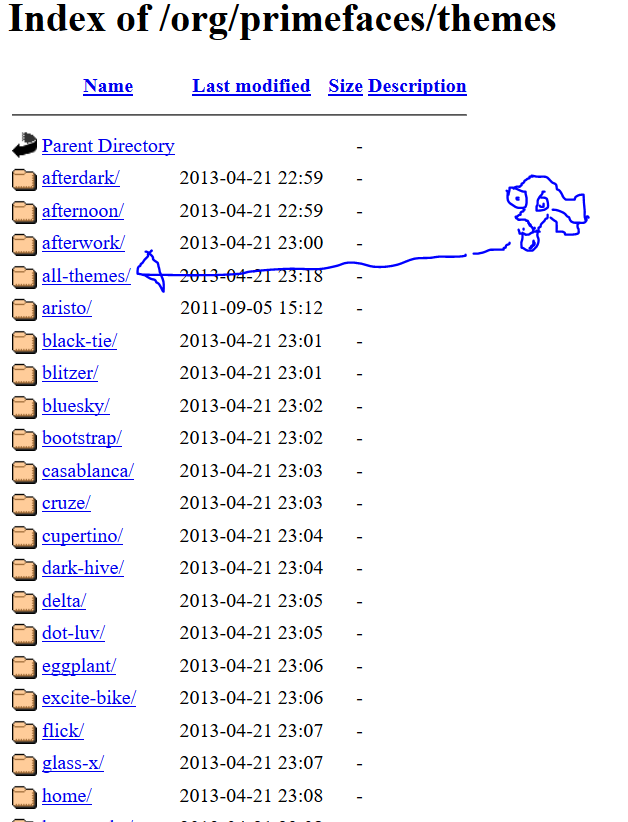 Index of /org/primefaces/themes
Name Last modified Size Description
Parent Directory -
afterdark/ 2013-04-21 22:59 -
afternoon/ 2013-04-21 22:59 -
afterwork/ 2013-04-21 23:00 -
all-themes/ 2013-04-21 23:18 -
aristo/ 2011-09-05 15:12 -
black-tie/ 2013-04-21 23:01 -
blitzer/ 2013-04-21 23:01 -
bluesky/ 2013-04-21 23:02 -
bootstrap/ 2013-04-21 23:02 -
casablanca/ 2013-04-21 23:03 -
cruze/ 2013-04-21 23:03 -
cupertino/ 2013-04-21 23:04 -
dark-hive/ 2013-04-21 23:04 -
delta/ 2013-04-21 23:05 -
dot-luv/ 2013-04-21 23:05 -
eggplant/ 2013-04-21 23:06 -
excite-bike/ 2013-04-21 23:06 -
flick/ 2013-04-21 23:07 -
glass-x/ 2013-04-21 23:07 -
home/ 2013-04-21 23:08 -